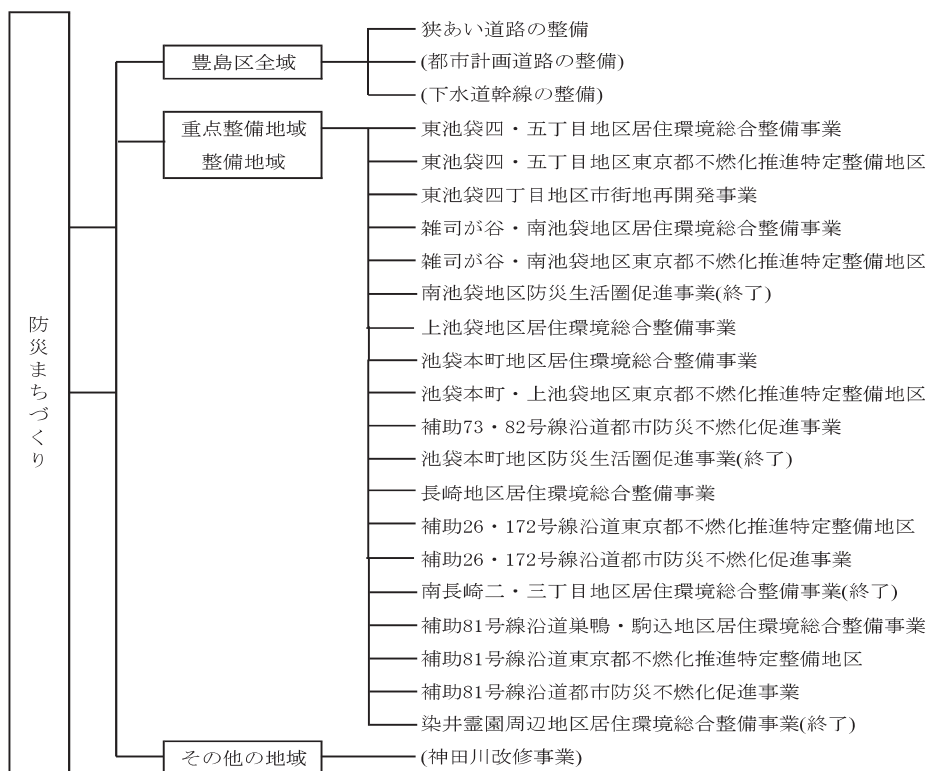 防災まちづくり
豊島区全域
狭あい道路の整備
(都市計画道路の整備)
(下水道幹線の整備)
重点整備地域
整備地域
東池袋四・五丁目地区居住環境総合整備事業
東池袋四・五丁目地区東京都不燃化推進特定整備地区
東池袋四丁目地区市街地再開発事業
雑司が谷・南池袋地区居住環境総合整備事業
雑司が谷・南池袋地区東京都不燃化推進特定整備地区
南池袋地区防災生活圏促進事業(終了)
上池袋地区居住環境総合整備事業
池袋本町地区居住環境総合整備事業
池袋本町・上池袋地区東京都不燃化推進特定整備地区
補助73・82号線沿道都市防災不燃化促進事業
池袋本町地区防災生活圏促進事業(終了)
長崎地区居住環境総合整備事業
補助26・172号線沿道東京都不燃化推進特定整備地区
補助26・172号線沿道都市防災不燃化促進事業
南長崎二・三丁目地区居住環境総合整備事業(終了)
補助81号線沿道巣鴨・駒込地区居住環境総合整備事業
補助81号線沿道東京都不燃化推進特定整備地区
補助81号線沿道都市防災不燃化促進事業
染井霊園周辺地区居住環境総合整備事業(終了)
その他の地域
(神田川改修事業)